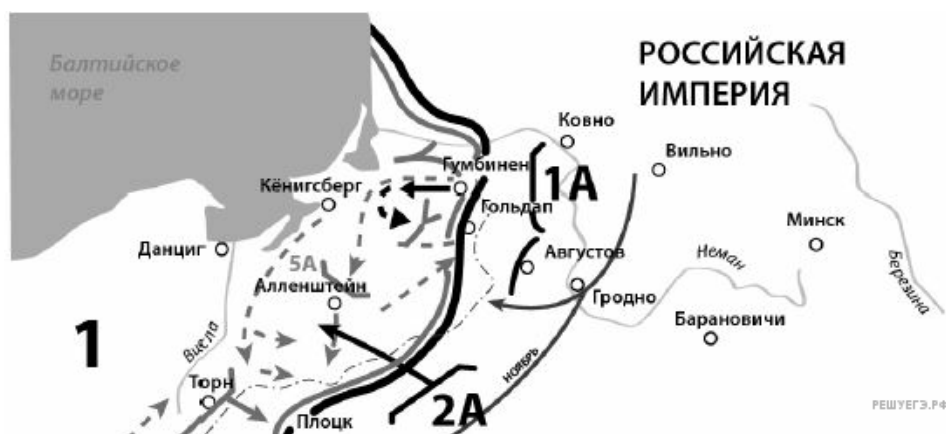 Балтийское
море
РОССИЙСКАЯ
ИМПЕРИЯ
Ковно
Вильно
Гумбинен
1А
Кёнигсберг
Гольдап
Минск
Данциг
Августов
Неман
Березина
5А
Алленштейн
Гродно
Барановичи
1
Висла
Торн
НОЯБРЬ
2А
Плоцк
РЕШУЕГЭ.РФ